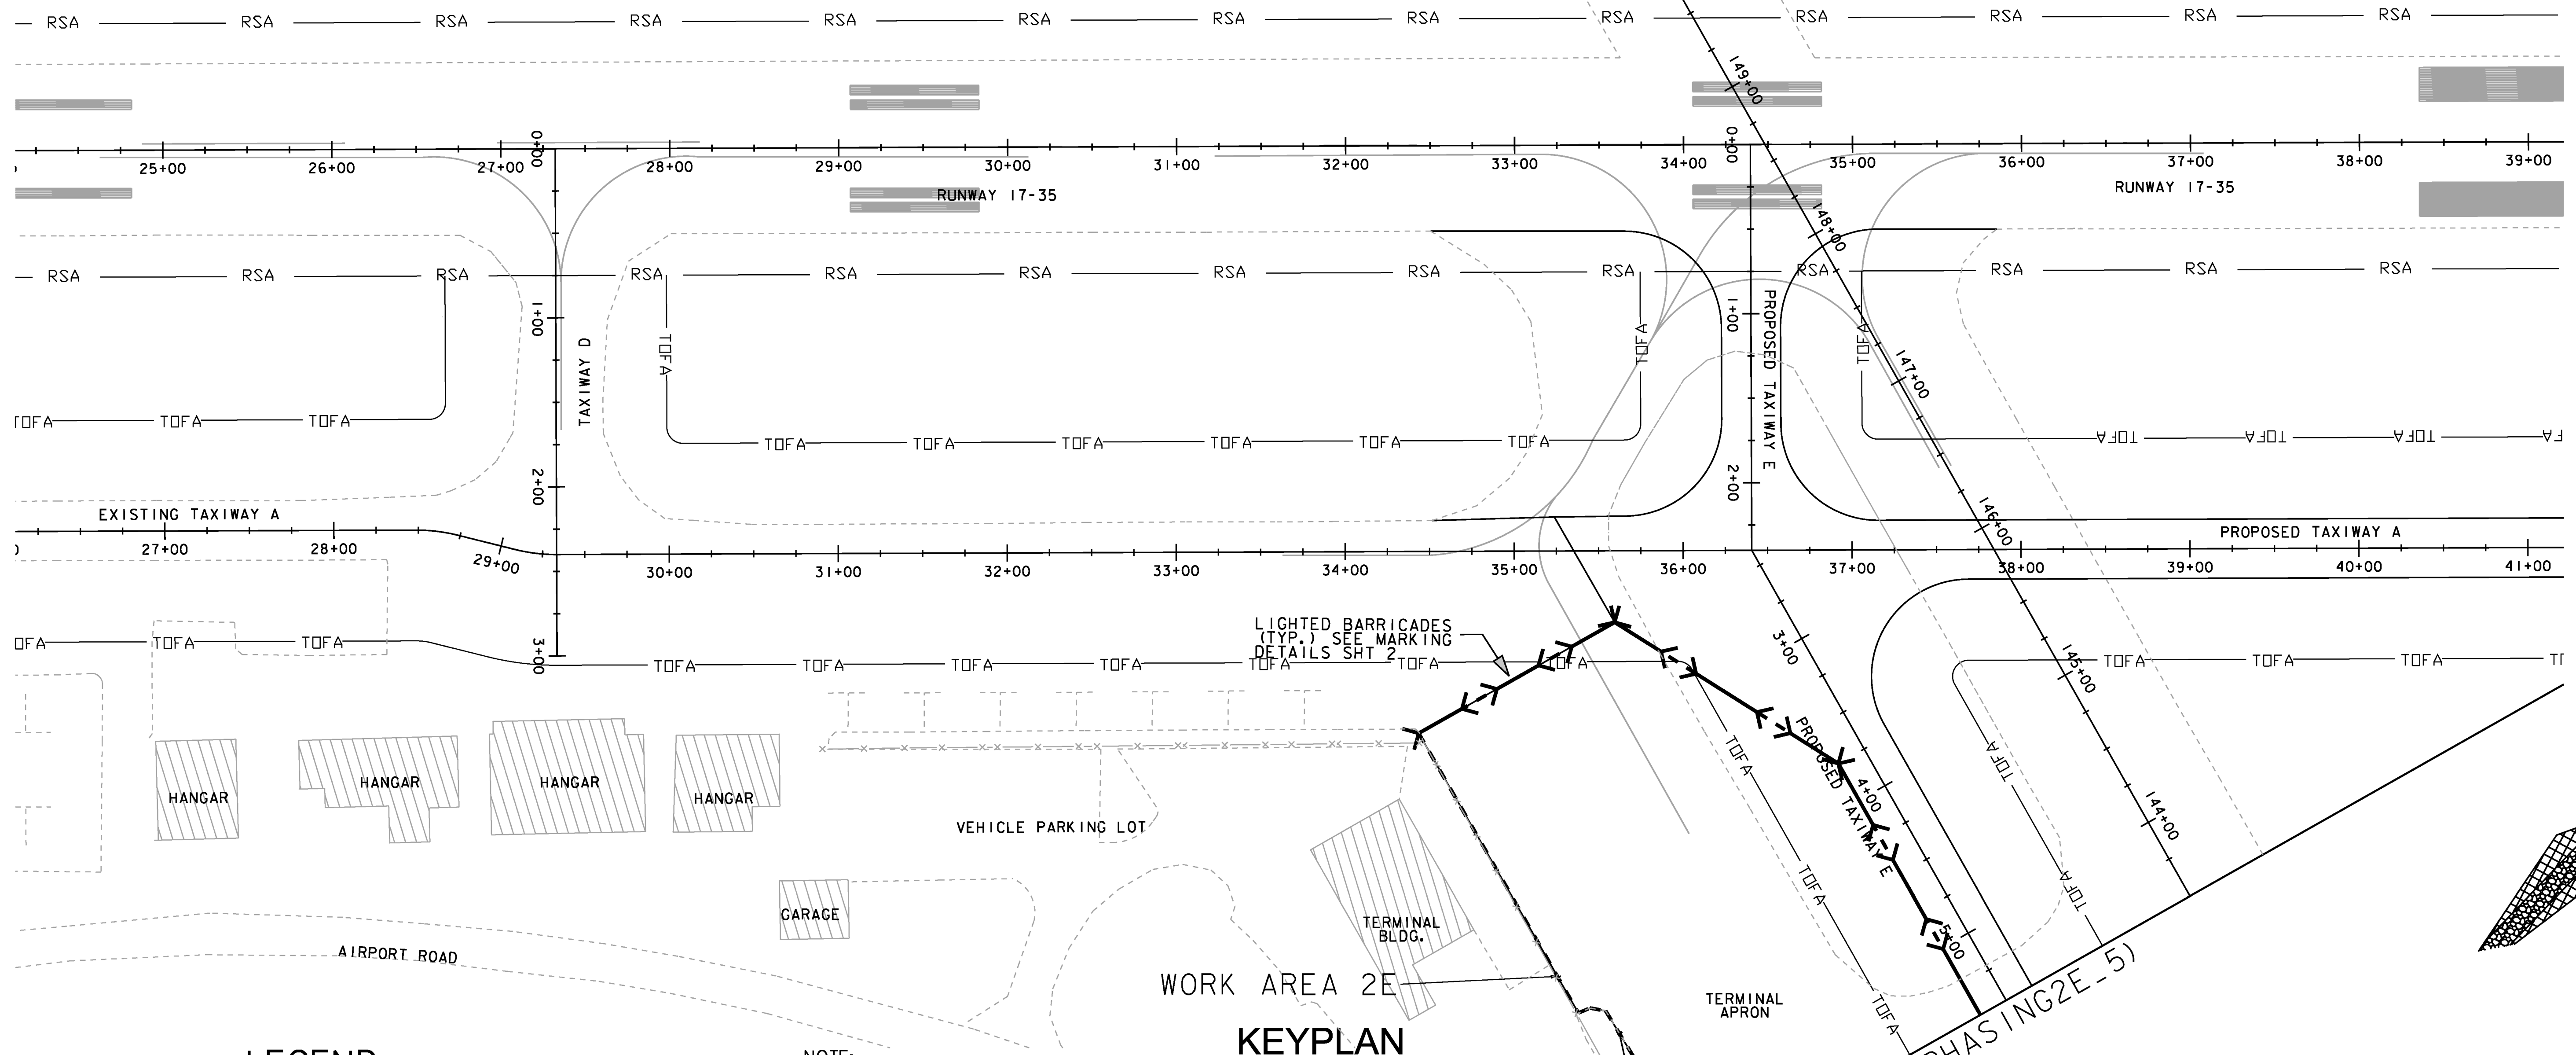 RSA RSA RSA RSA RSA RSA RSA RSA RSA RSA RSA RSA RSA
149+00
0+00 0+00
25+00 26+00 27+00 28+00 29+00 30+00 31+00 32+00 33+00 34+00 35+00 36+00 37+00 38+00 39+00
RUNWAY 17-35
RUNWAY 17-35
148+00
RSA RSA RSA RSA RSA RSA RSA RSA RSA RSA RSA RSA RSA
1+00
1+00
TAXIWAY D
TOFA
TOFA
PROPOSED TAXIWAY E
TOFA
147+00
TOFA TOFA TOFA
TOFA TOFA TOFA TOFA TOFA TOFA
TOFA TOFA TOFA
2+00
2+00
146+00
EXISTING TAXIWAY A
PROPOSED TAXIWAY A
27+00 28+00 29+00 30+00 31+00 32+00 33+00 34+00 35+00 36+00 37+00 38+00 39+00 40+00 41+00
LIGHTED BARRICADES
(TYP.) SEE MARKING
DETAILS SHT 2
3+00
3+00
145+00
OFA TOFA TOFA
TOFA TOFA TOFA TOFA TOFA TOFA TOFA
TOFA TOFA TOFA
TOFA
TOFA
PROPOSED TAXIWAY E
4+00
144+00
HANGAR
HANGAR
HANGAR
HANGAR
VEHICLE PARKING LOT
TOFA
TOFA
GARAGE
TERMINAL
BLDG.
5+00
AIRPORT ROAD
WORK AREA 2E
TERMINAL
APRON
TOFA
HASING2E_5)
KEYPLAN
LEGEND
NOTE: